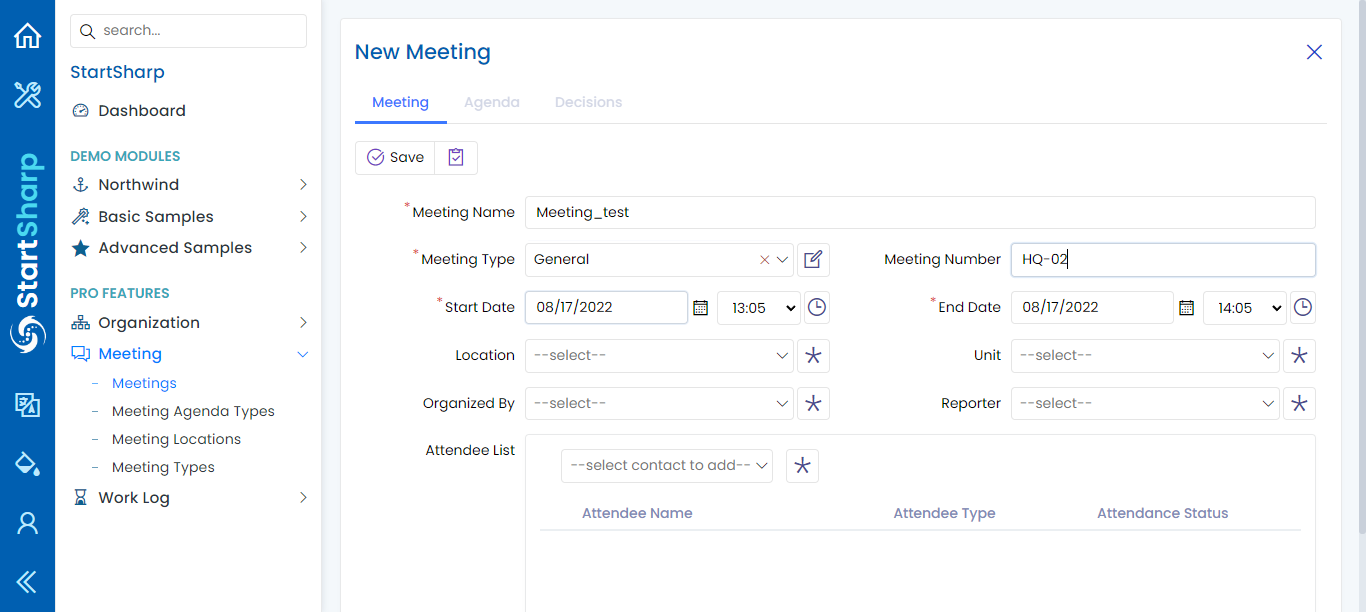 StartSharp
search...
StartSharp
Dashboard
DEMO MODULES
Northwind
Basic Samples
Advanced Samples
PRO FEATURES
Organization
Meeting
– Meetings
– Meeting Agenda Types
– Meeting Locations
– Meeting Types
Work Log
New Meeting
Meeting Agenda Decisions
Save
*Meeting Name Meeting_test
*Meeting Type General Meeting Number HQ-02
*Start Date 08/17/2022 13:05 *End Date 08/17/2022 14:05
Location --select-- Unit --select--
Organized By --select-- Reporter --select--
Attendee List
--select contact to add--
Attendee Name Attendee Type Attendance Status